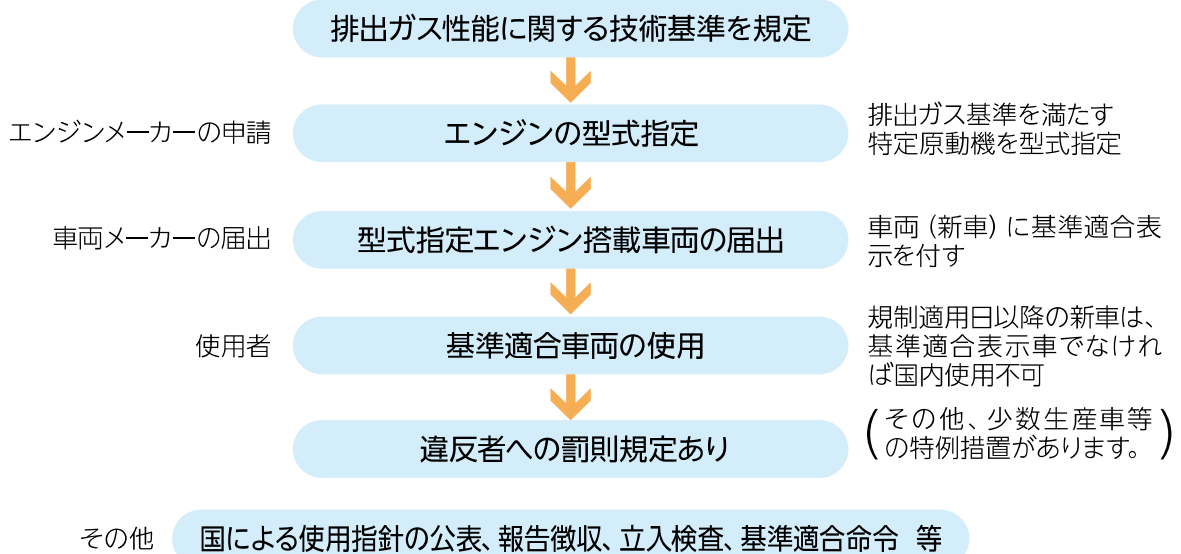 排出ガス性能に関する技術基準を規定
エンジンメーカーの申請
エンジンの型式指定
排出ガス基準を満たす
特定原動機を型式指定
車両メーカーの届出
型式指定エンジン搭載車両の届出
車両（新車）に基準適合表
示を付す
使用者
基準適合車両の使用
規制適用日以降の新車は、
基準適合表示車でなけれ
ば国内使用不可
違反者への罰則規定あり
（その他、少数生産車等
の特例措置があります。）
その他
国による使用指針の公表、報告徴収、立入検査、基準適合命令 等